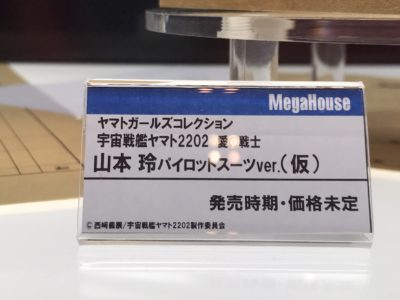 MegaHouse
ヤマトガールズコレクション
宇宙戦艦ヤマト2202 愛の戦士
山本 玲パイロットスーツver.(仮)
発売時期・価格未定
©西崎義展/宇宙戦艦ヤマト2202製作委員会